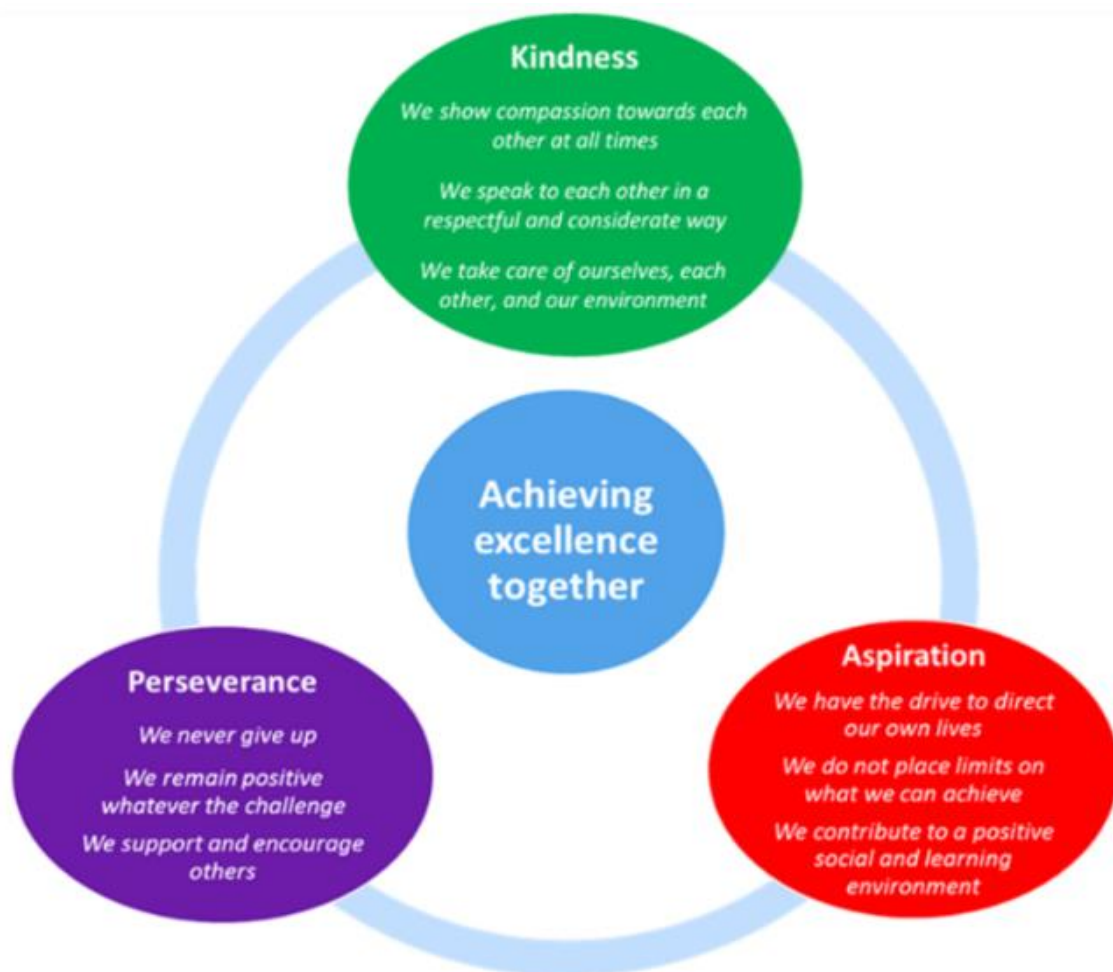 Kindness
We show compassion towards each
other at all times
We speak to each other in a
respectful and considerate way
We take care of ourselves, each
other, and our environment
Achieving
excellence
together
Perseverance
We never give up
We remain positive
whatever the challenge
We support and encourage
others
Aspiration
We have the drive to direct
our own lives
We do not place limits on
what we can achieve
We contribute to a positive
social and learning
environment